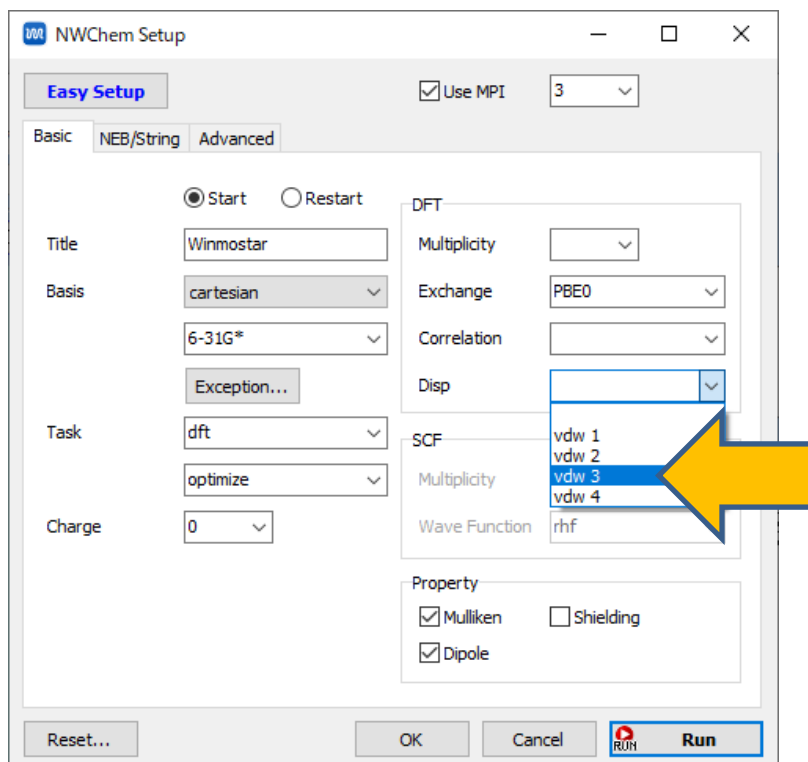 NWChem Setup
Easy Setup
Use MPI
3
Basic
NEB/String
Advanced
Start
Restart
Title
Winmostar
Basis
cartesian
6-31G*
Exception...
Task
dft
optimize
Charge
0
DFT
Multiplicity
Exchange
PBE0
Correlation
Disp
vdw 1
vdw 2
vdw 3
vdw 4
SCF
Multiplicity
Wave Function
rhf
Property
Mulliken
Shielding
Dipole
Reset...
OK
Cancel
RUN
Run